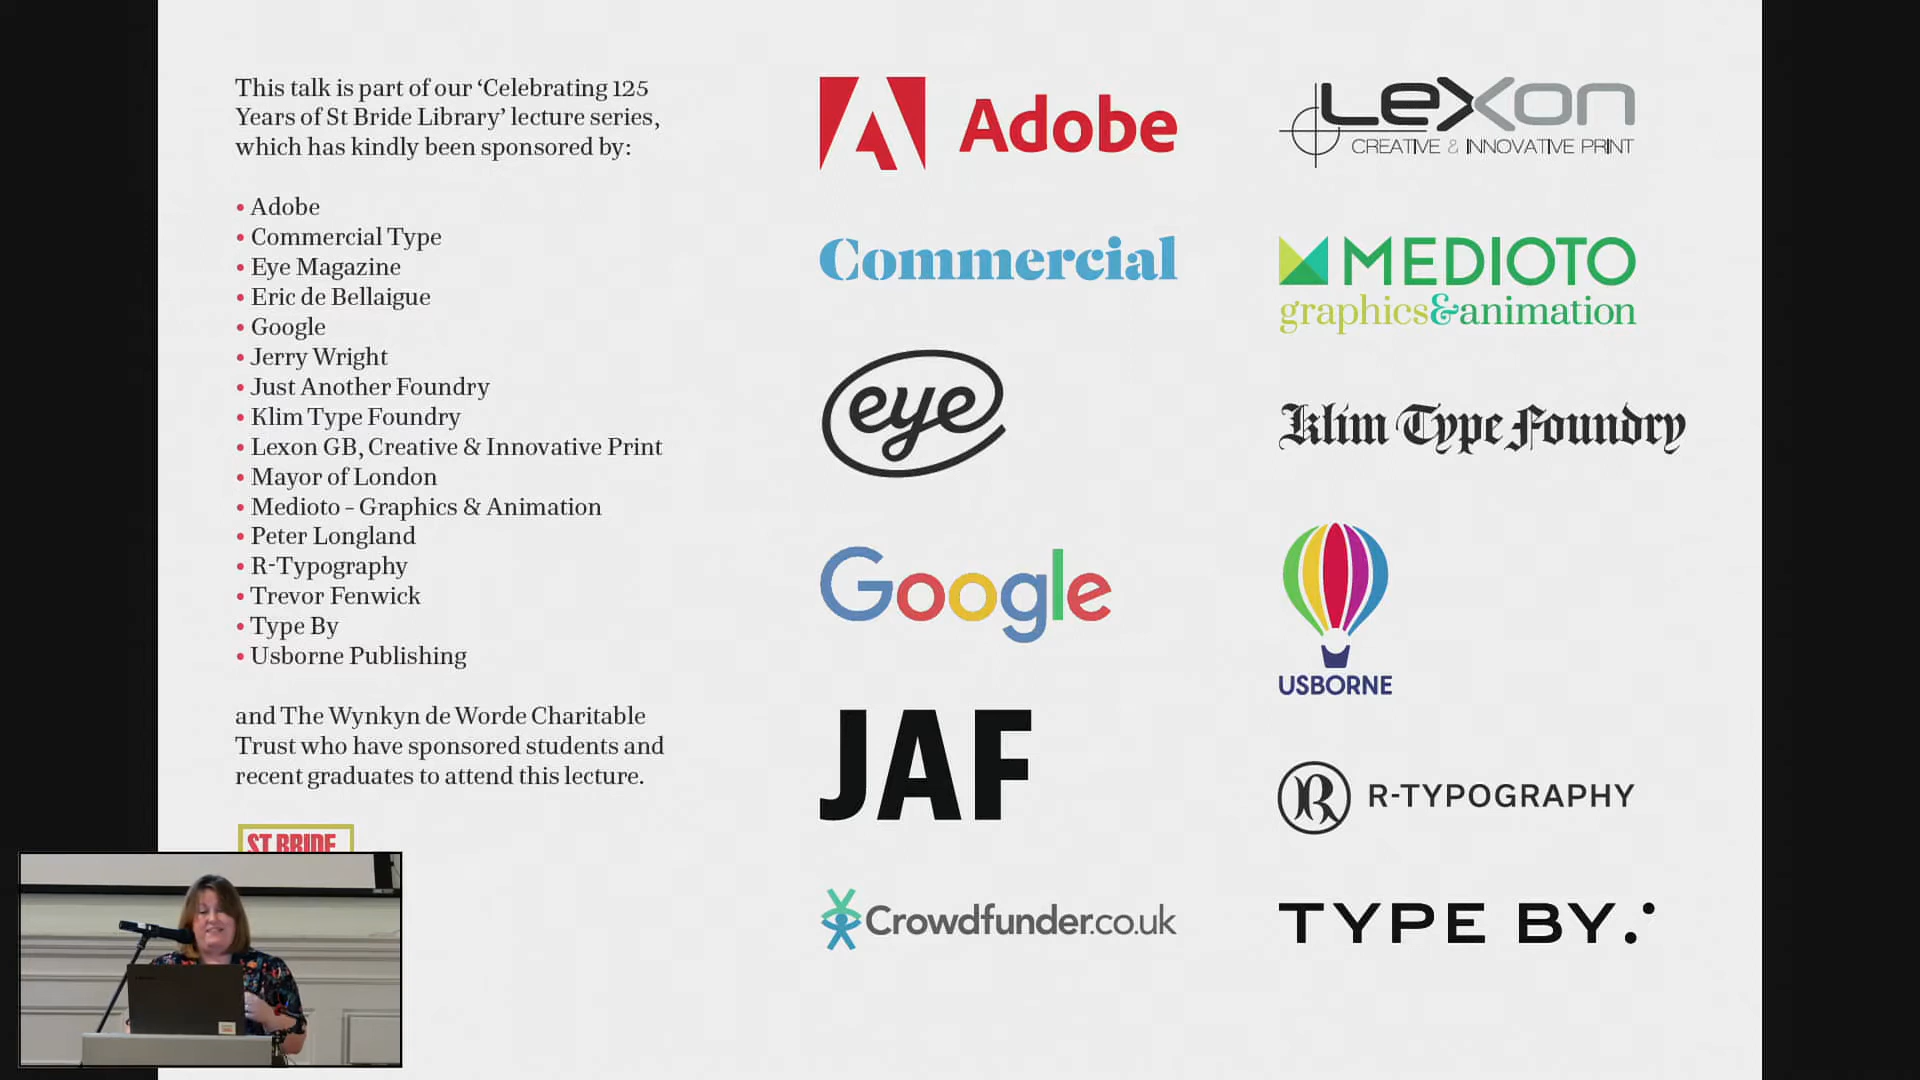 This talk is part of our ‘Celebrating 125
Years of St Bride Library’ lecture series,
which has kindly been sponsored by:
• Adobe
• Commercial Type
• Eye Magazine
• Eric de Bellaigue
• Google
• Jerry Wright
• Just Another Foundry
• Klim Type Foundry
• Lexon GB, Creative & Innovative Print
• Mayor of London
• Medioto – Graphics & Animation
• Peter Longland
• R-Typography
• Trevor Fenwick
• Type By
• Usborne Publishing
and The Wynkyn de Worde Charitable
Trust who have sponsored students and
recent graduates to attend this lecture.
ST BRIDE
Adobe
Commercial
eye
Google
JAF
Crowdfunder.co.uk
Lexon
CREATIVE & INNOVATIVE PRINT
MEDIOTO
graphics&animation
Klim Type Foundry
USBORNE
R R-TYPOGRAPHY
TYPE BY